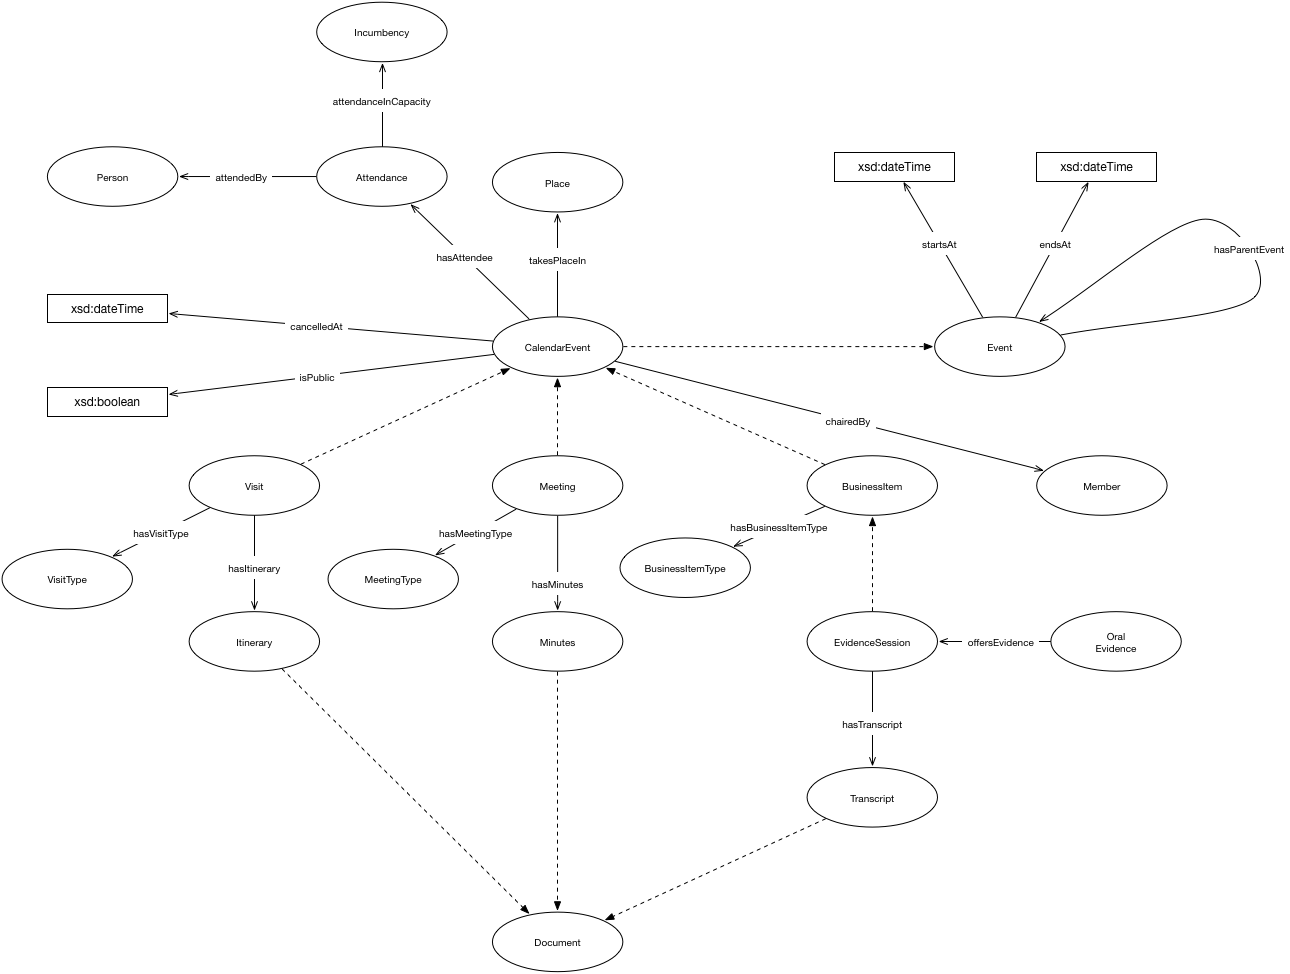 Incumbency
attendanceInCapacity
Person
attendedBy
Attendance
Place
xsd:dateTime
xsd:dateTime
startsAt
endsAt
hasParentEvent
hasAttendee
takesPlaceIn
xsd:dateTime
cancelledAt
CalendarEvent
Event
isPublic
xsd:boolean
chairedBy
Visit
Meeting
BusinessItem
Member
hasVisitType
hasMeetingType
hasBusinessItemType
VisitType
hasItinerary
MeetingType
hasMinutes
BusinessItemType
Itinerary
Minutes
EvidenceSession
offersEvidence
Oral
Evidence
hasTranscript
Transcript
Document